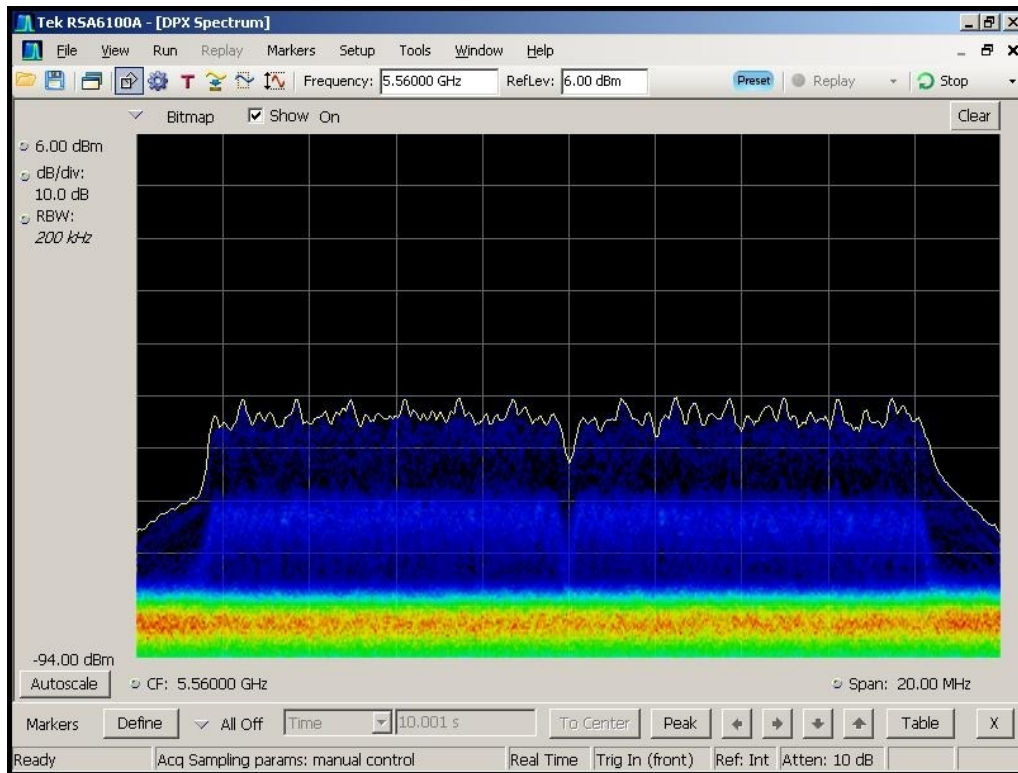 Tek RSA6100A - [DPX Spectrum]
File View Run Replay Markers Setup Tools Window Help
T Frequency: 5.56000 GHz RefLev: 6.00 dBm Preset Replay Stop
Bitmap Show On Clear
6.00 dBm
dB/div:
10.0 dB
RBW:
200 kHz
-94.00 dBm
Autoscale CF: 5.56000 GHz Span: 20.00 MHz
Markers Define All Off Time 10.001 s To Center Peak Table X
Ready Acq Sampling params: manual control Real Time Trig In (front) Ref: Int Atten: 10 dB